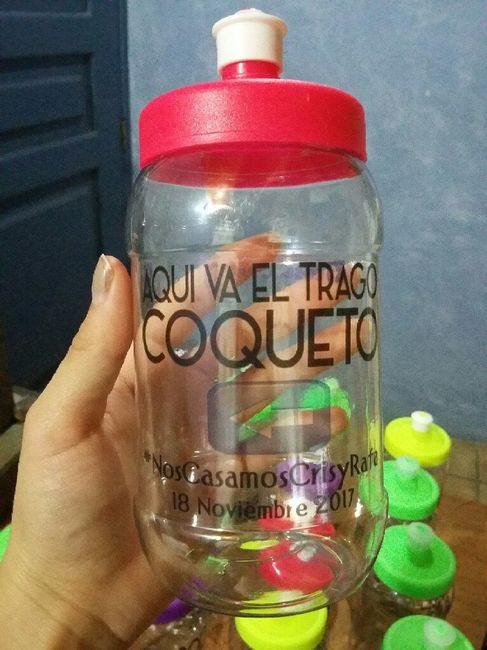 AQUI VA EL TRAGO
COQUETO
#NosCasamosCrisyRafa
18 Noviembre 2017